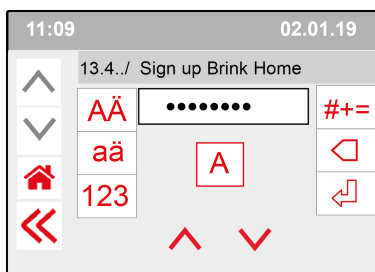 11:09 02.01.19
13.4../ Sign up Brink Home
AÄ •••••••• #+=
aä A
123